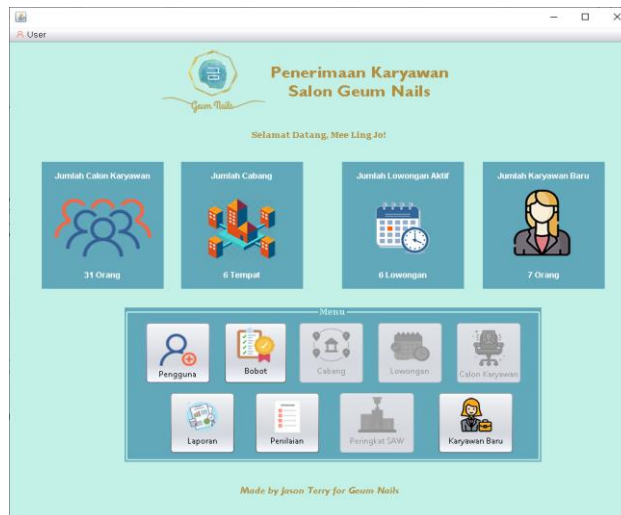 User
Geum Nails
Penerimaan Karyawan
Salon Geum Nails
Selamat Datang, Mee Ling Jo!
Jumlah Calon Karyawan
31 Orang
Jumlah Cabang
6 Tempat
Jumlah Lowongan Aktif
6 Lowongan
Jumlah Karyawan Baru
7 Orang
Menu
Pengguna
Bobot
Cabang
Lowongan
Calon Karyawan
Laporan
Penilaian
Peringkat SAW
Karyawan Baru
Made by Jason Terry for Geum Nails